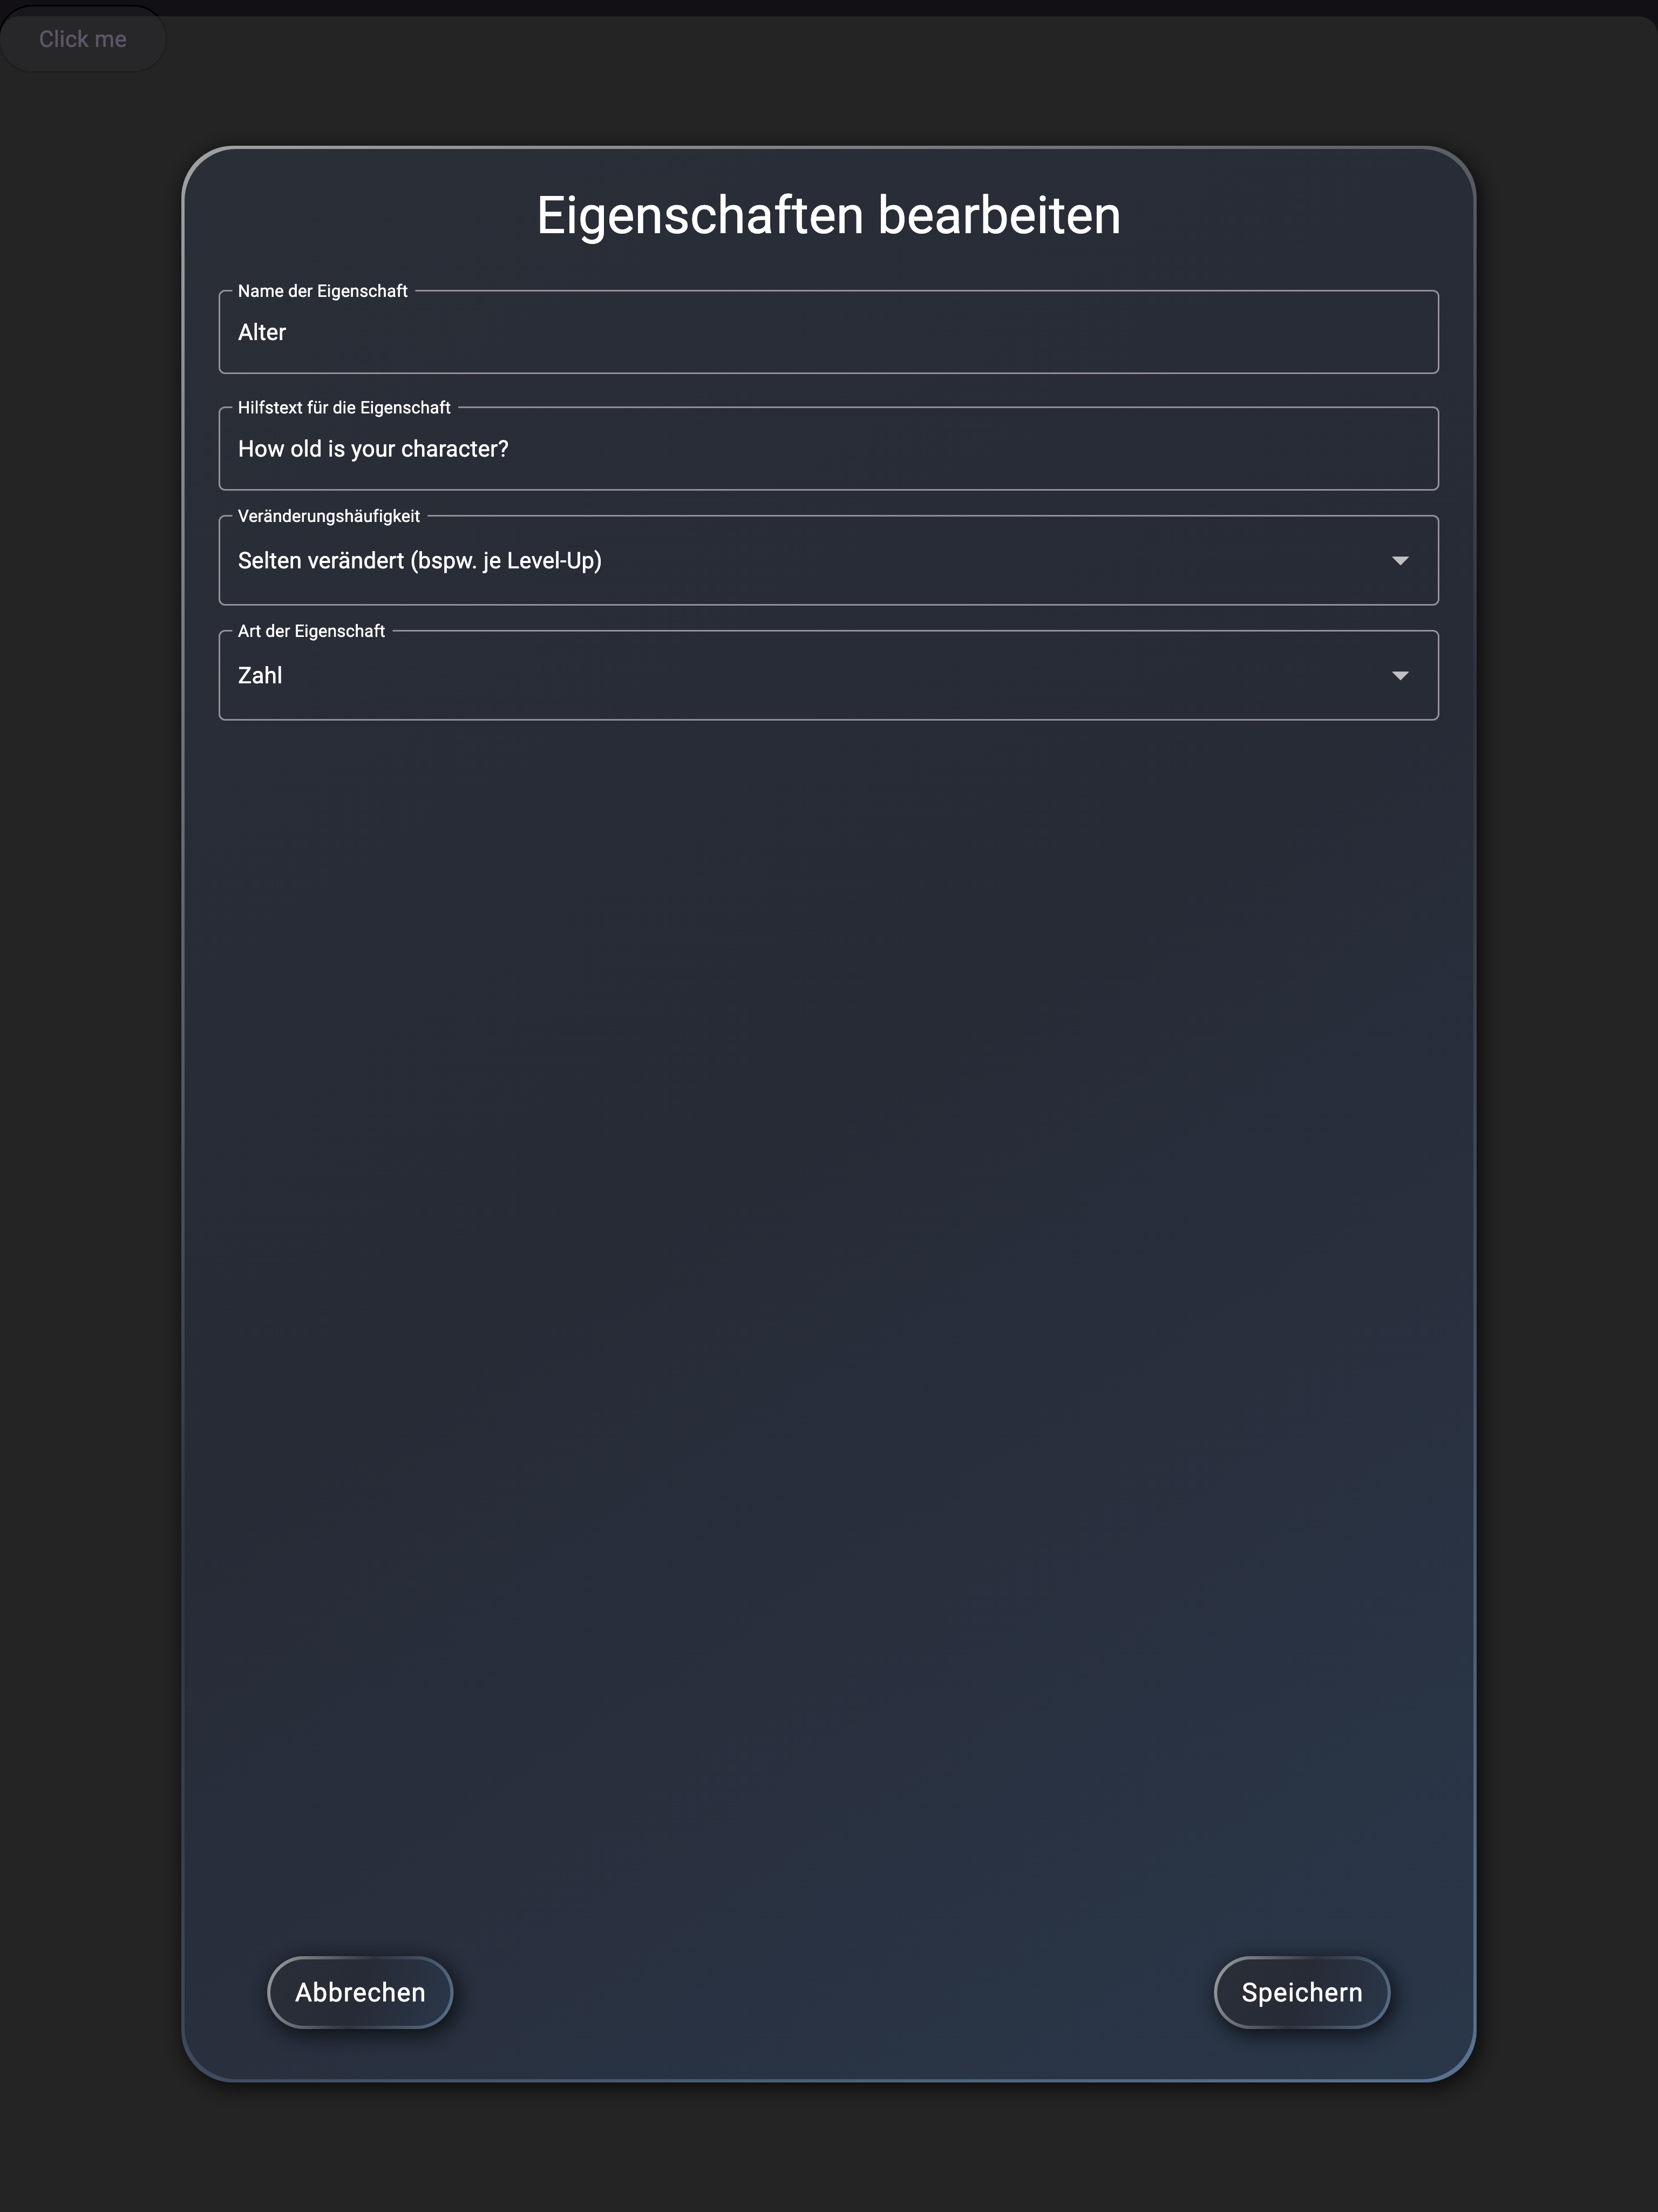 Click me
Eigenschaften bearbeiten
Name der Eigenschaft
Alter
Hilfstext für die Eigenschaft
How old is your character?
Veränderungshäufigkeit
Selten verändert (bspw. je Level-Up)
Art der Eigenschaft
Zahl
Abbrechen
Speichern